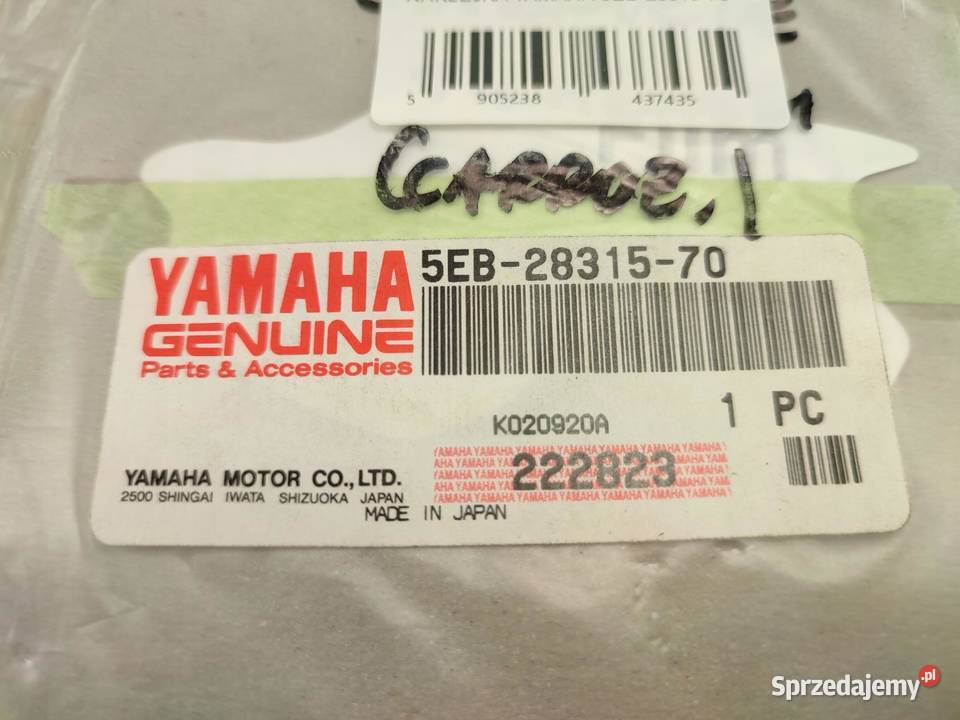 5 905238 437435
(CARROZ.)
YAMAHA
GENUINE
Parts & Accessories
5EB-28315-70
1 PC
K020920A
222823
YAMAHA MOTOR CO.,LTD.
2500 SHINGAI IWATA SHIZUOKA JAPAN
MADE IN JAPAN
Sprzedajemy.pl